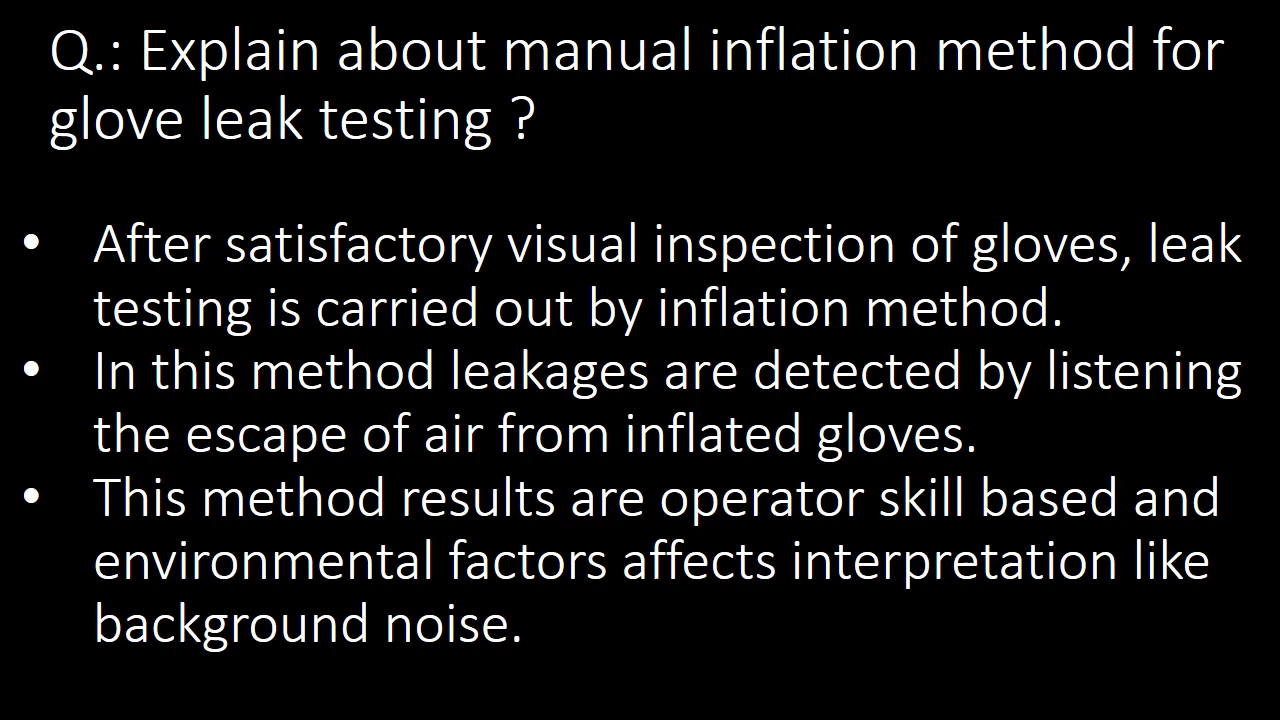 Q.: Explain about manual inflation method for
glove leak testing ?
• After satisfactory visual inspection of gloves, leak
testing is carried out by inflation method.
• In this method leakages are detected by listening
the escape of air from inflated gloves.
• This method results are operator skill based and
environmental factors affects interpretation like
background noise.